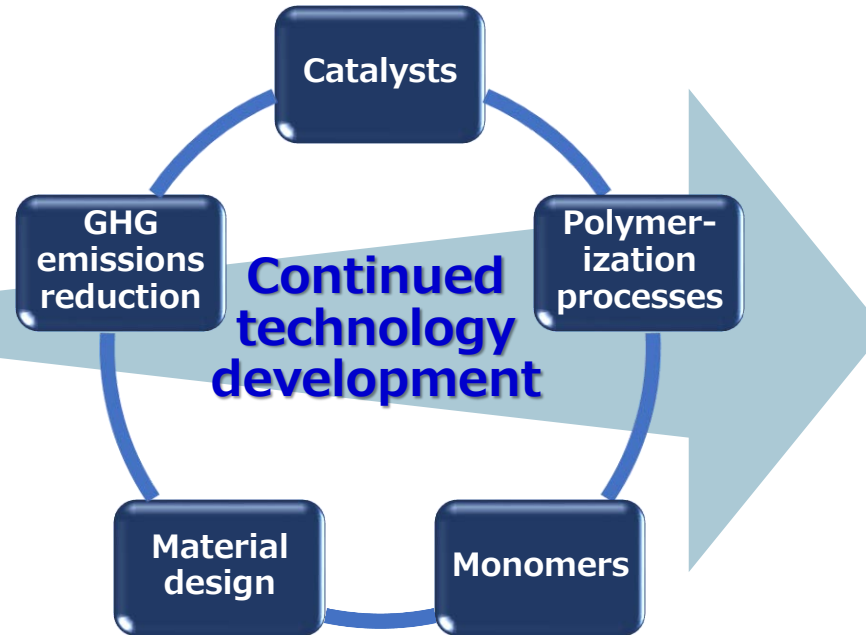 Catalysts
GHG
emissions
reduction
Polymer-
ization
processes
Continued
technology
development
Material
design
Monomers